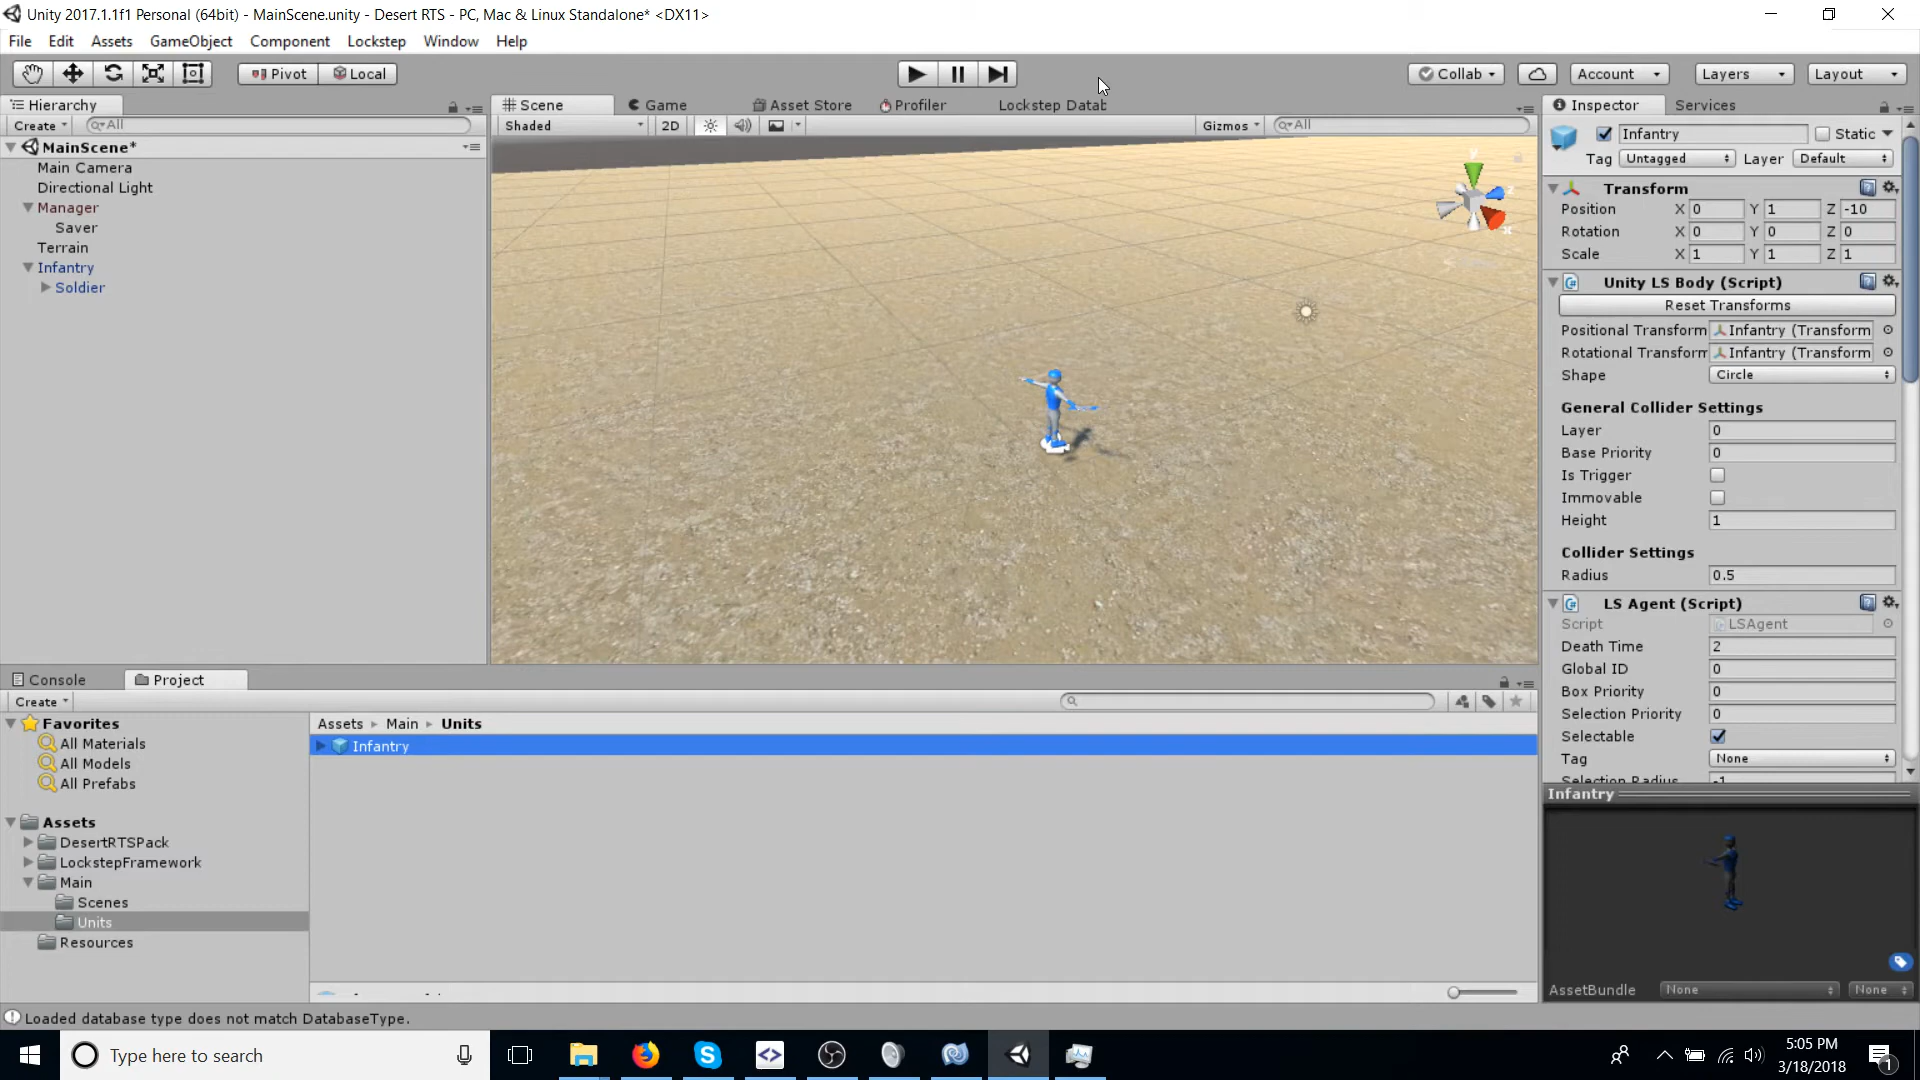 Unity 2017.1.1f1 Personal (64bit) - MainScene.unity - Desert RTS - PC, Mac & Linux Standalone* <DX11>
File Edit Assets GameObject Component Lockstep Window Help
Pivot Local Collab Account Layers Layout
Hierarchy Scene Game Asset Store Profiler Lockstep Datab Inspector Services
Create All Shaded 2D Gizmos All
MainScene*
Main Camera
Directional Light
Manager
Saver
Terrain
Infantry
Soldier
y
z
x
Infantry Static
Tag Untagged Layer Default
Transform
Position X 0 Y 1 Z -10
Rotation X 0 Y 0 Z 0
Scale X 1 Y 1 Z 1
Unity LS Body (Script)
Reset Transforms
Positional Transform Infantry (Transform
Rotational Transform Infantry (Transform
Shape Circle
General Collider Settings
Layer 0
Base Priority 0
Is Trigger
Immovable
Height 1
Collider Settings
Radius 0.5
LS Agent (Script)
Script LSAgent
Death Time 2
Global ID 0
Box Priority 0
Selection Priority 0
Selectable
Tag None
Selection Radius -1
Console Project
Create
Favorites
All Materials
All Models
All Prefabs
Assets
DesertRTSPack
LockstepFramework
Main
Scenes
Units
Resources
Assets Main Units
Infantry
Infantry
AssetBundle None None
Loaded database type does not match DatabaseType.
Type here to search
5:05 PM
3/18/2018
1